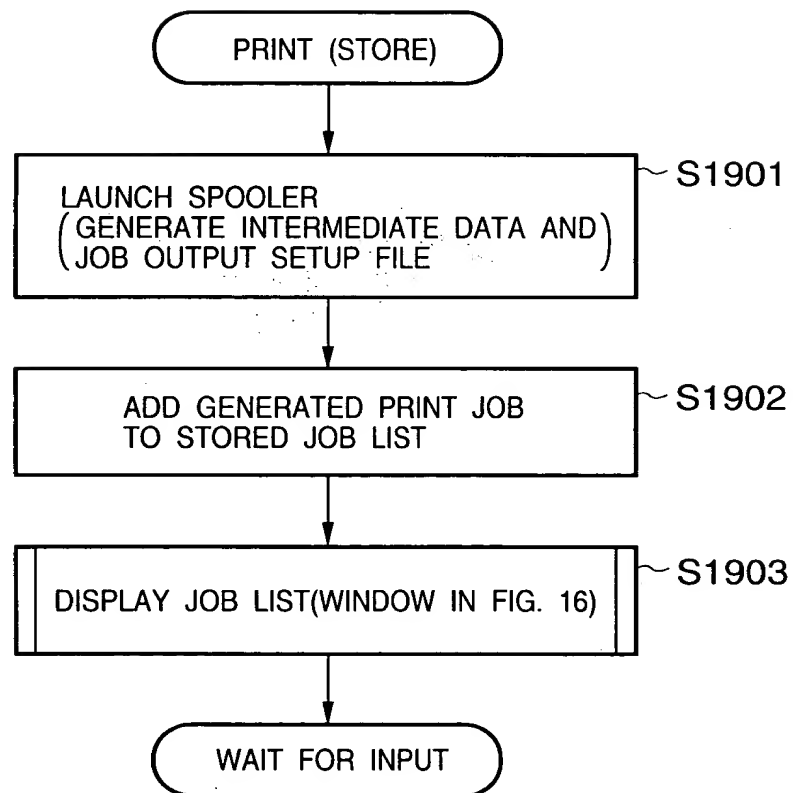 PRINT (STORE)
S1901
LAUNCH SPOOLER
(GENERATE INTERMEDIATE DATA AND
JOB OUTPUT SETUP FILE)
S1902
ADD GENERATED PRINT JOB
TO STORED JOB LIST
S1903
DISPLAY JOB LIST(WINDOW IN FIG. 16)
WAIT FOR INPUT